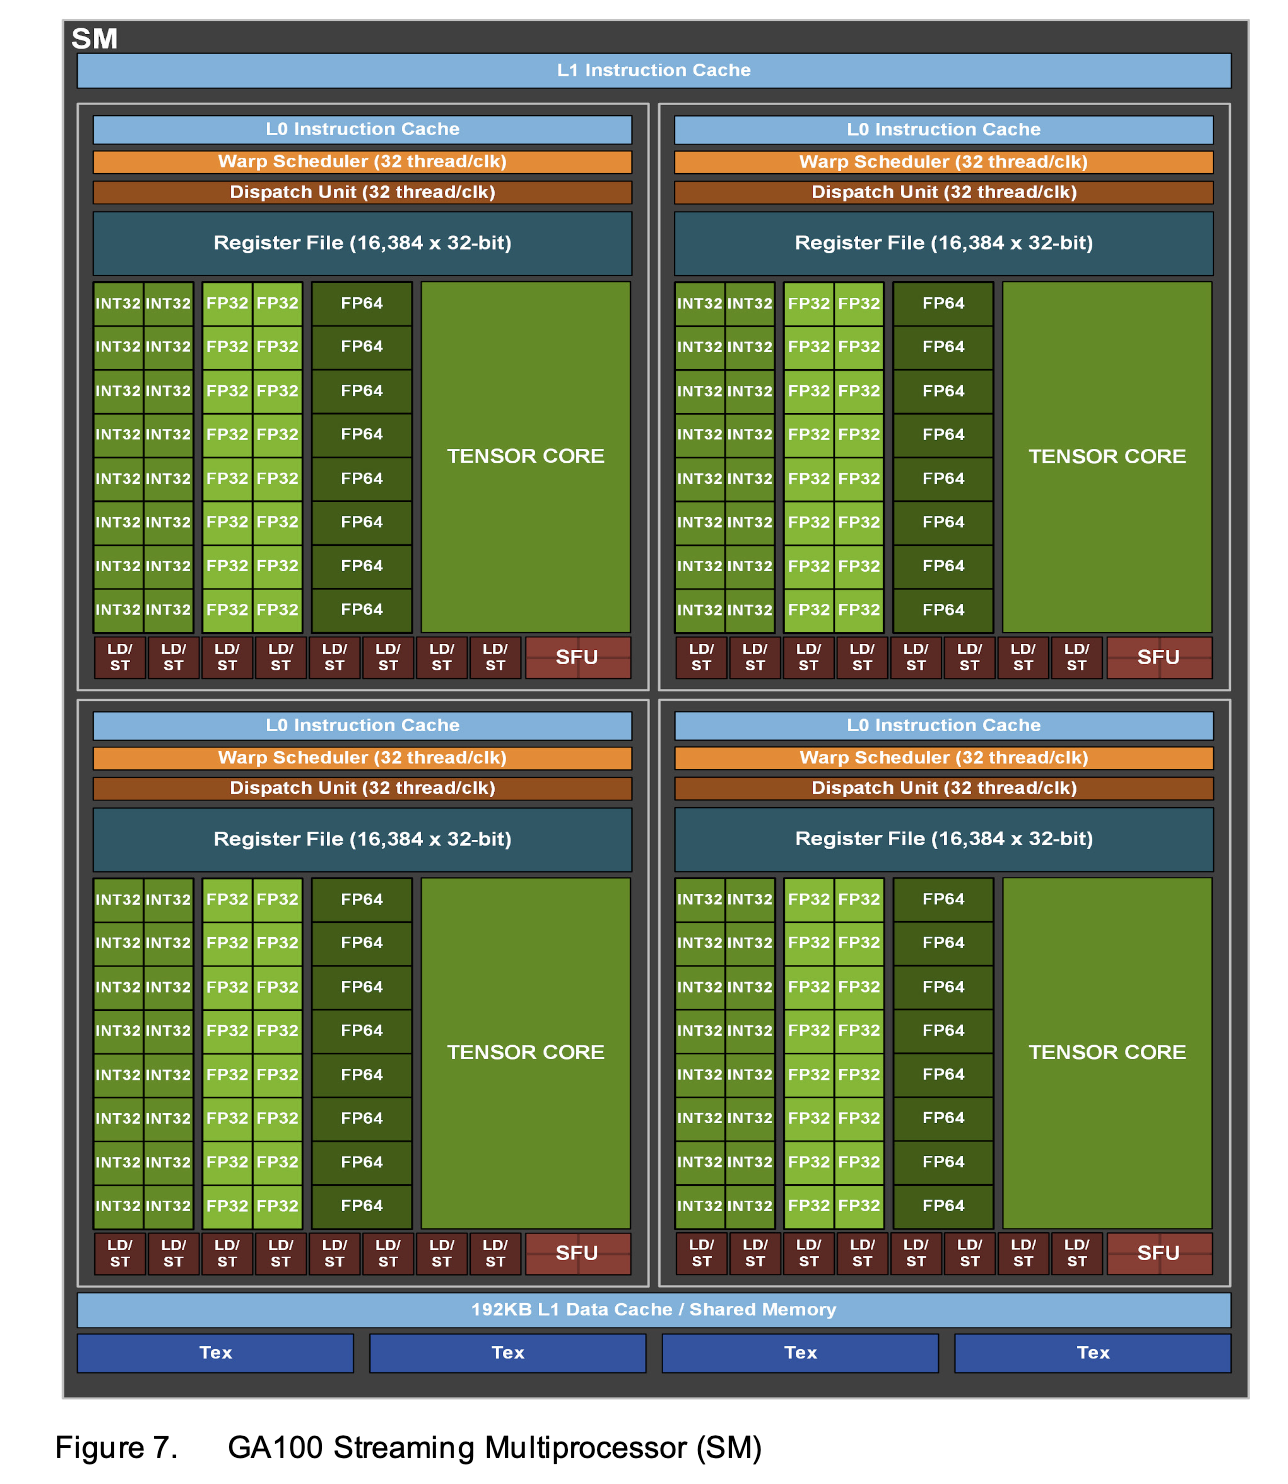 SM
L1 Instruction Cache
L0 Instruction Cache
Warp Scheduler (32 thread/clk)
Dispatch Unit (32 thread/clk)
Register File (16,384 x 32-bit)
INT32 INT32 FP32 FP32 FP64
INT32 INT32 FP32 FP32 FP64
INT32 INT32 FP32 FP32 FP64
INT32 INT32 FP32 FP32 FP64
TENSOR CORE
INT32 INT32 FP32 FP32 FP64
INT32 INT32 FP32 FP32 FP64
INT32 INT32 FP32 FP32 FP64
INT32 INT32 FP32 FP32 FP64
LD/ LD/ LD/ LD/ LD/ LD/ LD/ LD/
ST ST ST ST ST ST ST ST
SFU
L0 Instruction Cache
Warp Scheduler (32 thread/clk)
Dispatch Unit (32 thread/clk)
Register File (16,384 x 32-bit)
INT32 INT32 FP32 FP32 FP64
INT32 INT32 FP32 FP32 FP64
INT32 INT32 FP32 FP32 FP64
INT32 INT32 FP32 FP32 FP64
TENSOR CORE
INT32 INT32 FP32 FP32 FP64
INT32 INT32 FP32 FP32 FP64
INT32 INT32 FP32 FP32 FP64
INT32 INT32 FP32 FP32 FP64
LD/ LD/ LD/ LD/ LD/ LD/ LD/ LD/
ST ST ST ST ST ST ST ST
SFU
L0 Instruction Cache
Warp Scheduler (32 thread/clk)
Dispatch Unit (32 thread/clk)
Register File (16,384 x 32-bit)
INT32 INT32 FP32 FP32 FP64
INT32 INT32 FP32 FP32 FP64
INT32 INT32 FP32 FP32 FP64
INT32 INT32 FP32 FP32 FP64
TENSOR CORE
INT32 INT32 FP32 FP32 FP64
INT32 INT32 FP32 FP32 FP64
INT32 INT32 FP32 FP32 FP64
INT32 INT32 FP32 FP32 FP64
LD/ LD/ LD/ LD/ LD/ LD/ LD/ LD/
ST ST ST ST ST ST ST ST
SFU
L0 Instruction Cache
Warp Scheduler (32 thread/clk)
Dispatch Unit (32 thread/clk)
Register File (16,384 x 32-bit)
INT32 INT32 FP32 FP32 FP64
INT32 INT32 FP32 FP32 FP64
INT32 INT32 FP32 FP32 FP64
INT32 INT32 FP32 FP32 FP64
TENSOR CORE
INT32 INT32 FP32 FP32 FP64
INT32 INT32 FP32 FP32 FP64
INT32 INT32 FP32 FP32 FP64
INT32 INT32 FP32 FP32 FP64
LD/ LD/ LD/ LD/ LD/ LD/ LD/ LD/
ST ST ST ST ST ST ST ST
SFU
192KB L1 Data Cache / Shared Memory
Tex Tex Tex Tex
Figure 7. GA100 Streaming Multiprocessor (SM)